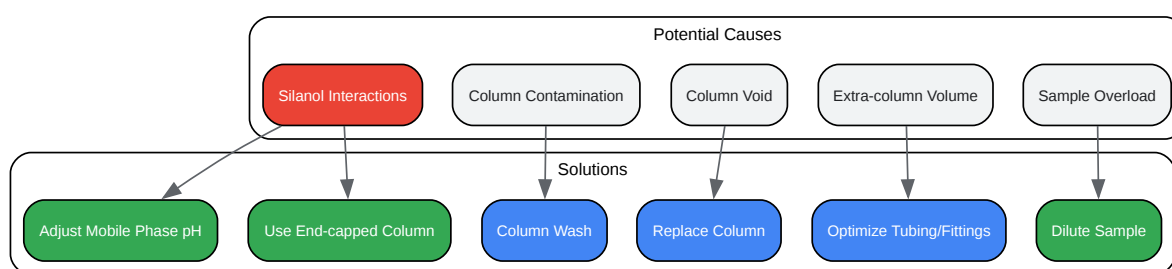 Potential Causes
Silanol Interactions
Column Contamination
Column Void
Extra-column Volume
Sample Overload
Solutions
Adjust Mobile Phase pH
Use End-capped Column
Column Wash
Replace Column
Optimize Tubing/Fittings
Dilute Sample